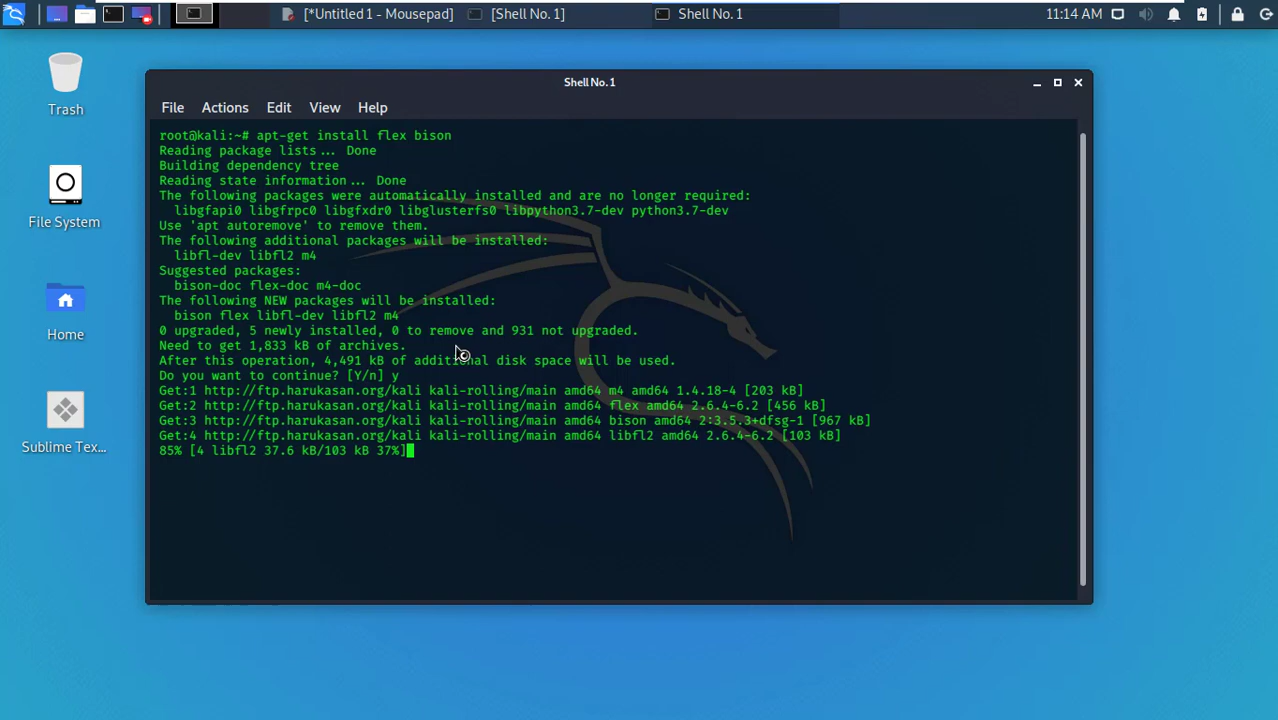 [*Untitled 1 - Mousepad]
[Shell No. 1]
Shell No. 1
11:14 AM
Trash
File System
Home
Sublime Tex...
Shell No.1
File Actions Edit View Help
root@kali:~# apt-get install flex bison
Reading package lists... Done
Building dependency tree
Reading state information... Done
The following packages were automatically installed and are no longer required:
libgfapi0 libgfrpc0 libgfxdr0 libglusterfs0 libpython3.7-dev python3.7-dev
Use 'apt autoremove' to remove them.
The following additional packages will be installed:
libfl-dev libfl2 m4
Suggested packages:
bison-doc flex-doc m4-doc
The following NEW packages will be installed:
bison flex libfl-dev libfl2 m4
0 upgraded, 5 newly installed, 0 to remove and 931 not upgraded.
Need to get 1,833 kB of archives.
After this operation, 4,491 kB of additional disk space will be used.
Do you want to continue? [Y/n] y
Get:1 http://ftp.harukasan.org/kali kali-rolling/main amd64 m4 amd64 1.4.18-4 [203 kB]
Get:2 http://ftp.harukasan.org/kali kali-rolling/main amd64 flex amd64 2.6.4-6.2 [456 kB]
Get:3 http://ftp.harukasan.org/kali kali-rolling/main amd64 bison amd64 2:3.5.3+dfsg-1 [967 kB]
Get:4 http://ftp.harukasan.org/kali kali-rolling/main amd64 libfl2 amd64 2.6.4-6.2 [103 kB]
85% [4 libfl2 37.6 kB/103 kB 37%]